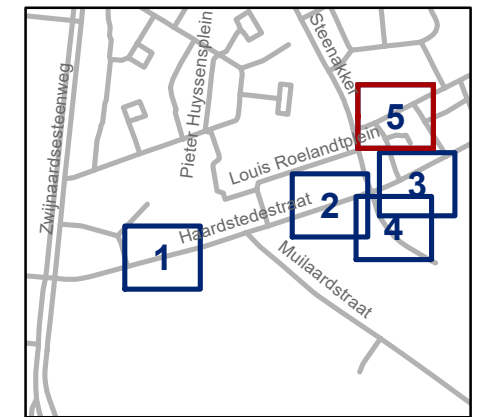 Steenakker
Pieter Huyssensplein
5
Louis Roelandtplein
Zwijnaardsesteenweg
3
2
Haardstedestraat
4
1
Muilaardstraat